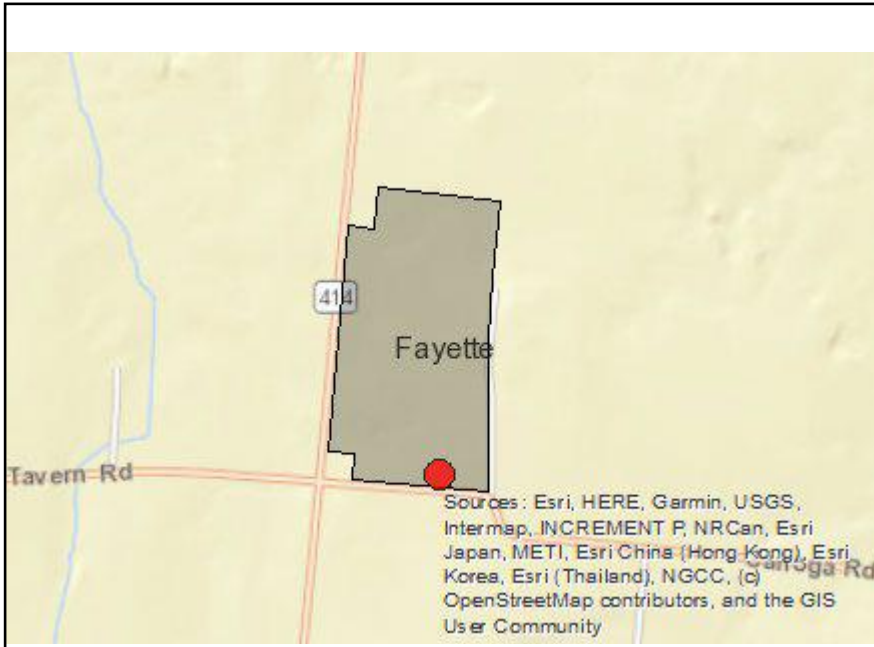 414
Fayette
Tavern Rd
Sources: Esri, HERE, Garmin, USGS,
Intermap, INCREMENT P, NRCan, Esri
Japan, METI, Esri China (Hong Kong), Esri
Korea, Esri (Thailand), NGCC, (c)
OpenStreetMap contributors, and the GIS
User Community
Rd